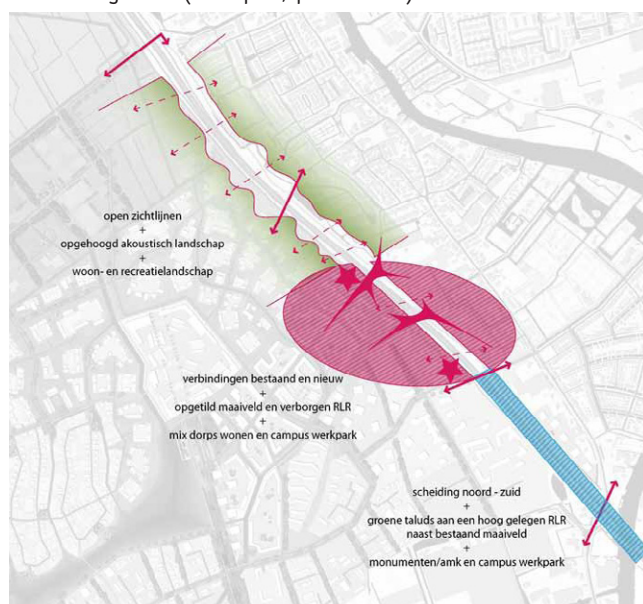 open zichtlijnen
+
opgehoogd akoustisch landschap
+
woon- en recreatielandschap
verbindingen bestaand en nieuw
+
opgetild maaiveld en verborgen RLR
+
mix dorps wonen en campus werkpark
scheiding noord - zuid
+
groene taluds aan een hoog gelegen RLR
naast bestaand maaiveld
+
monumenten/amk en campus werkpark